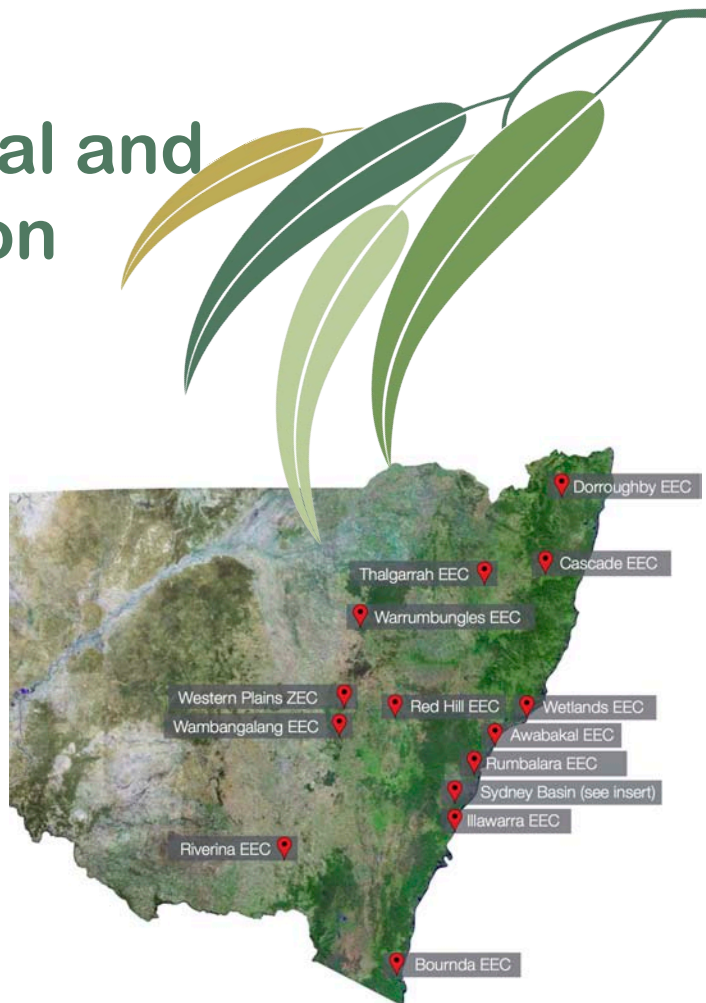 al and
on
Dorroughby EEC
Cascade EEC
Thalgarrah EEC
Warrumbungles EEC
Western Plains ZEC
Red Hill EEC
Wetlands EEC
Wambangalang EEC
Awabakal EEC
Rumbalara EEC
Sydney Basin (see insert)
Illawarra EEC
Riverina EEC
Bournda EEC